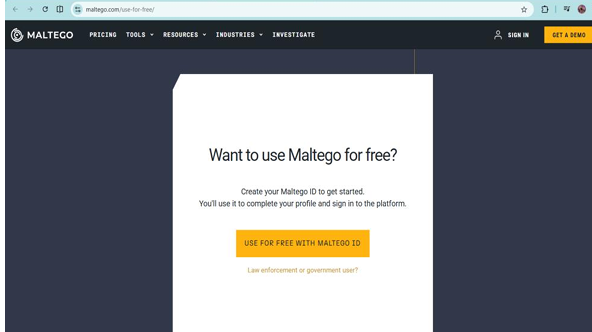 maltego.com/use-for-free/
MALTEGO PRICING TOOLS RESOURCES INDUSTRIES INVESTIGATE SIGN IN GET A DEMO
Want to use Maltego for free?
Create your Maltego ID to get started.
You'll use it to complete your profile and sign in to the platform.
USE FOR FREE WITH MALTEGO ID
Law enforcement or government user?